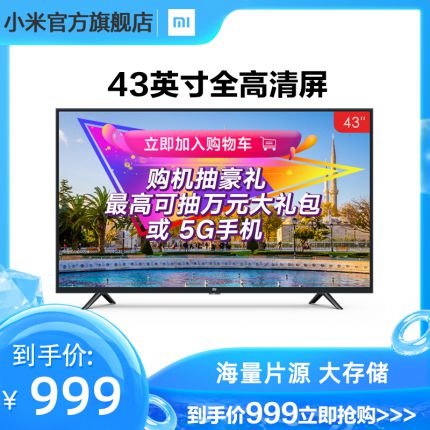 小米官方旗舰店
43英寸全高清屏
43"
立即加入购物车
购机抽豪礼
最高可抽万元大礼包
或 5G手机
到手价:
¥ 999
海量片源 大存储
到手价999立即抢购>>>